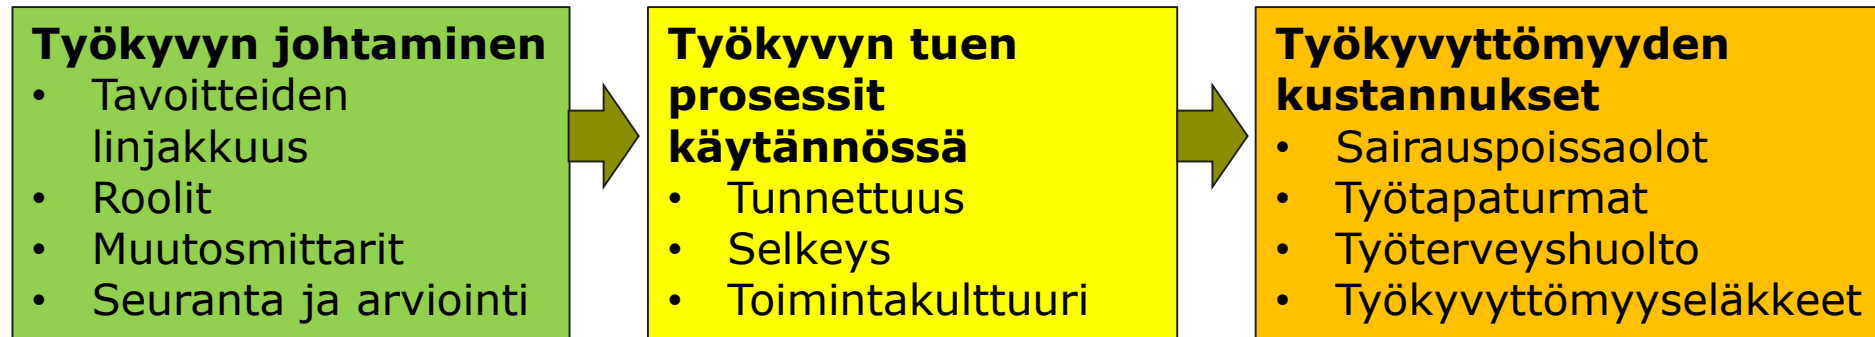 Työkyvyn johtaminen
• Tavoitteiden
linjakkuus
• Roolit
• Muutosmittarit
• Seuranta ja arviointi
Työkyvyn tuen
prosessit
käytännössä
• Tunnettuus
• Selkeys
• Toimintakulttuuri
Työkyvyttömyyden
kustannukset
• Sairauspoissaolot
• Työtapaturmat
• Työterveyshuolto
• Työkyvyttömyyseläkkeet